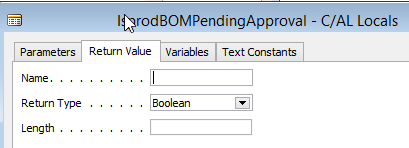 IsProdBOMPendingApproval - C/AL Locals
Parameters Return Value Variables Text Constants
Name. . . . . . . . . .
Return Type . . . . . . Boolean
Length . . . . . . . . .